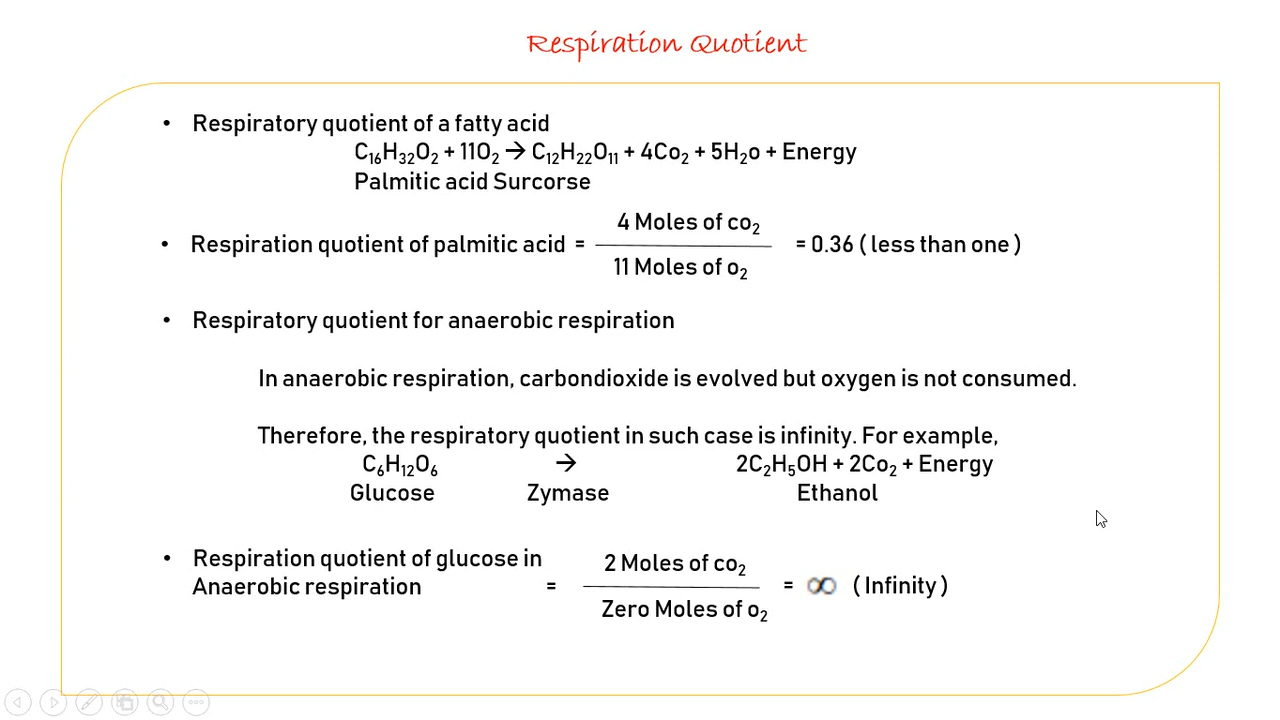 Respiration Quotient
• Respiratory quotient of a fatty acid
C₁₆H₃₂O₂ + 11O₂ → C₁₂H₂₂O₁₁ + 4Co₂ + 5H₂o + Energy
Palmitic acid Surcorse
• Respiration quotient of palmitic acid = 4 Moles of co₂ / 11 Moles of o₂ = 0.36 ( less than one )
• Respiratory quotient for anaerobic respiration
In anaerobic respiration, carbondioxide is evolved but oxygen is not consumed.
Therefore, the respiratory quotient in such case is infinity. For example,
C₆H₁₂O₆ → 2C₂H₅OH + 2Co₂ + Energy
Glucose Zymase Ethanol
• Respiration quotient of glucose in
Anaerobic respiration = 2 Moles of co₂ / Zero Moles of o₂ = ∞ ( Infinity )